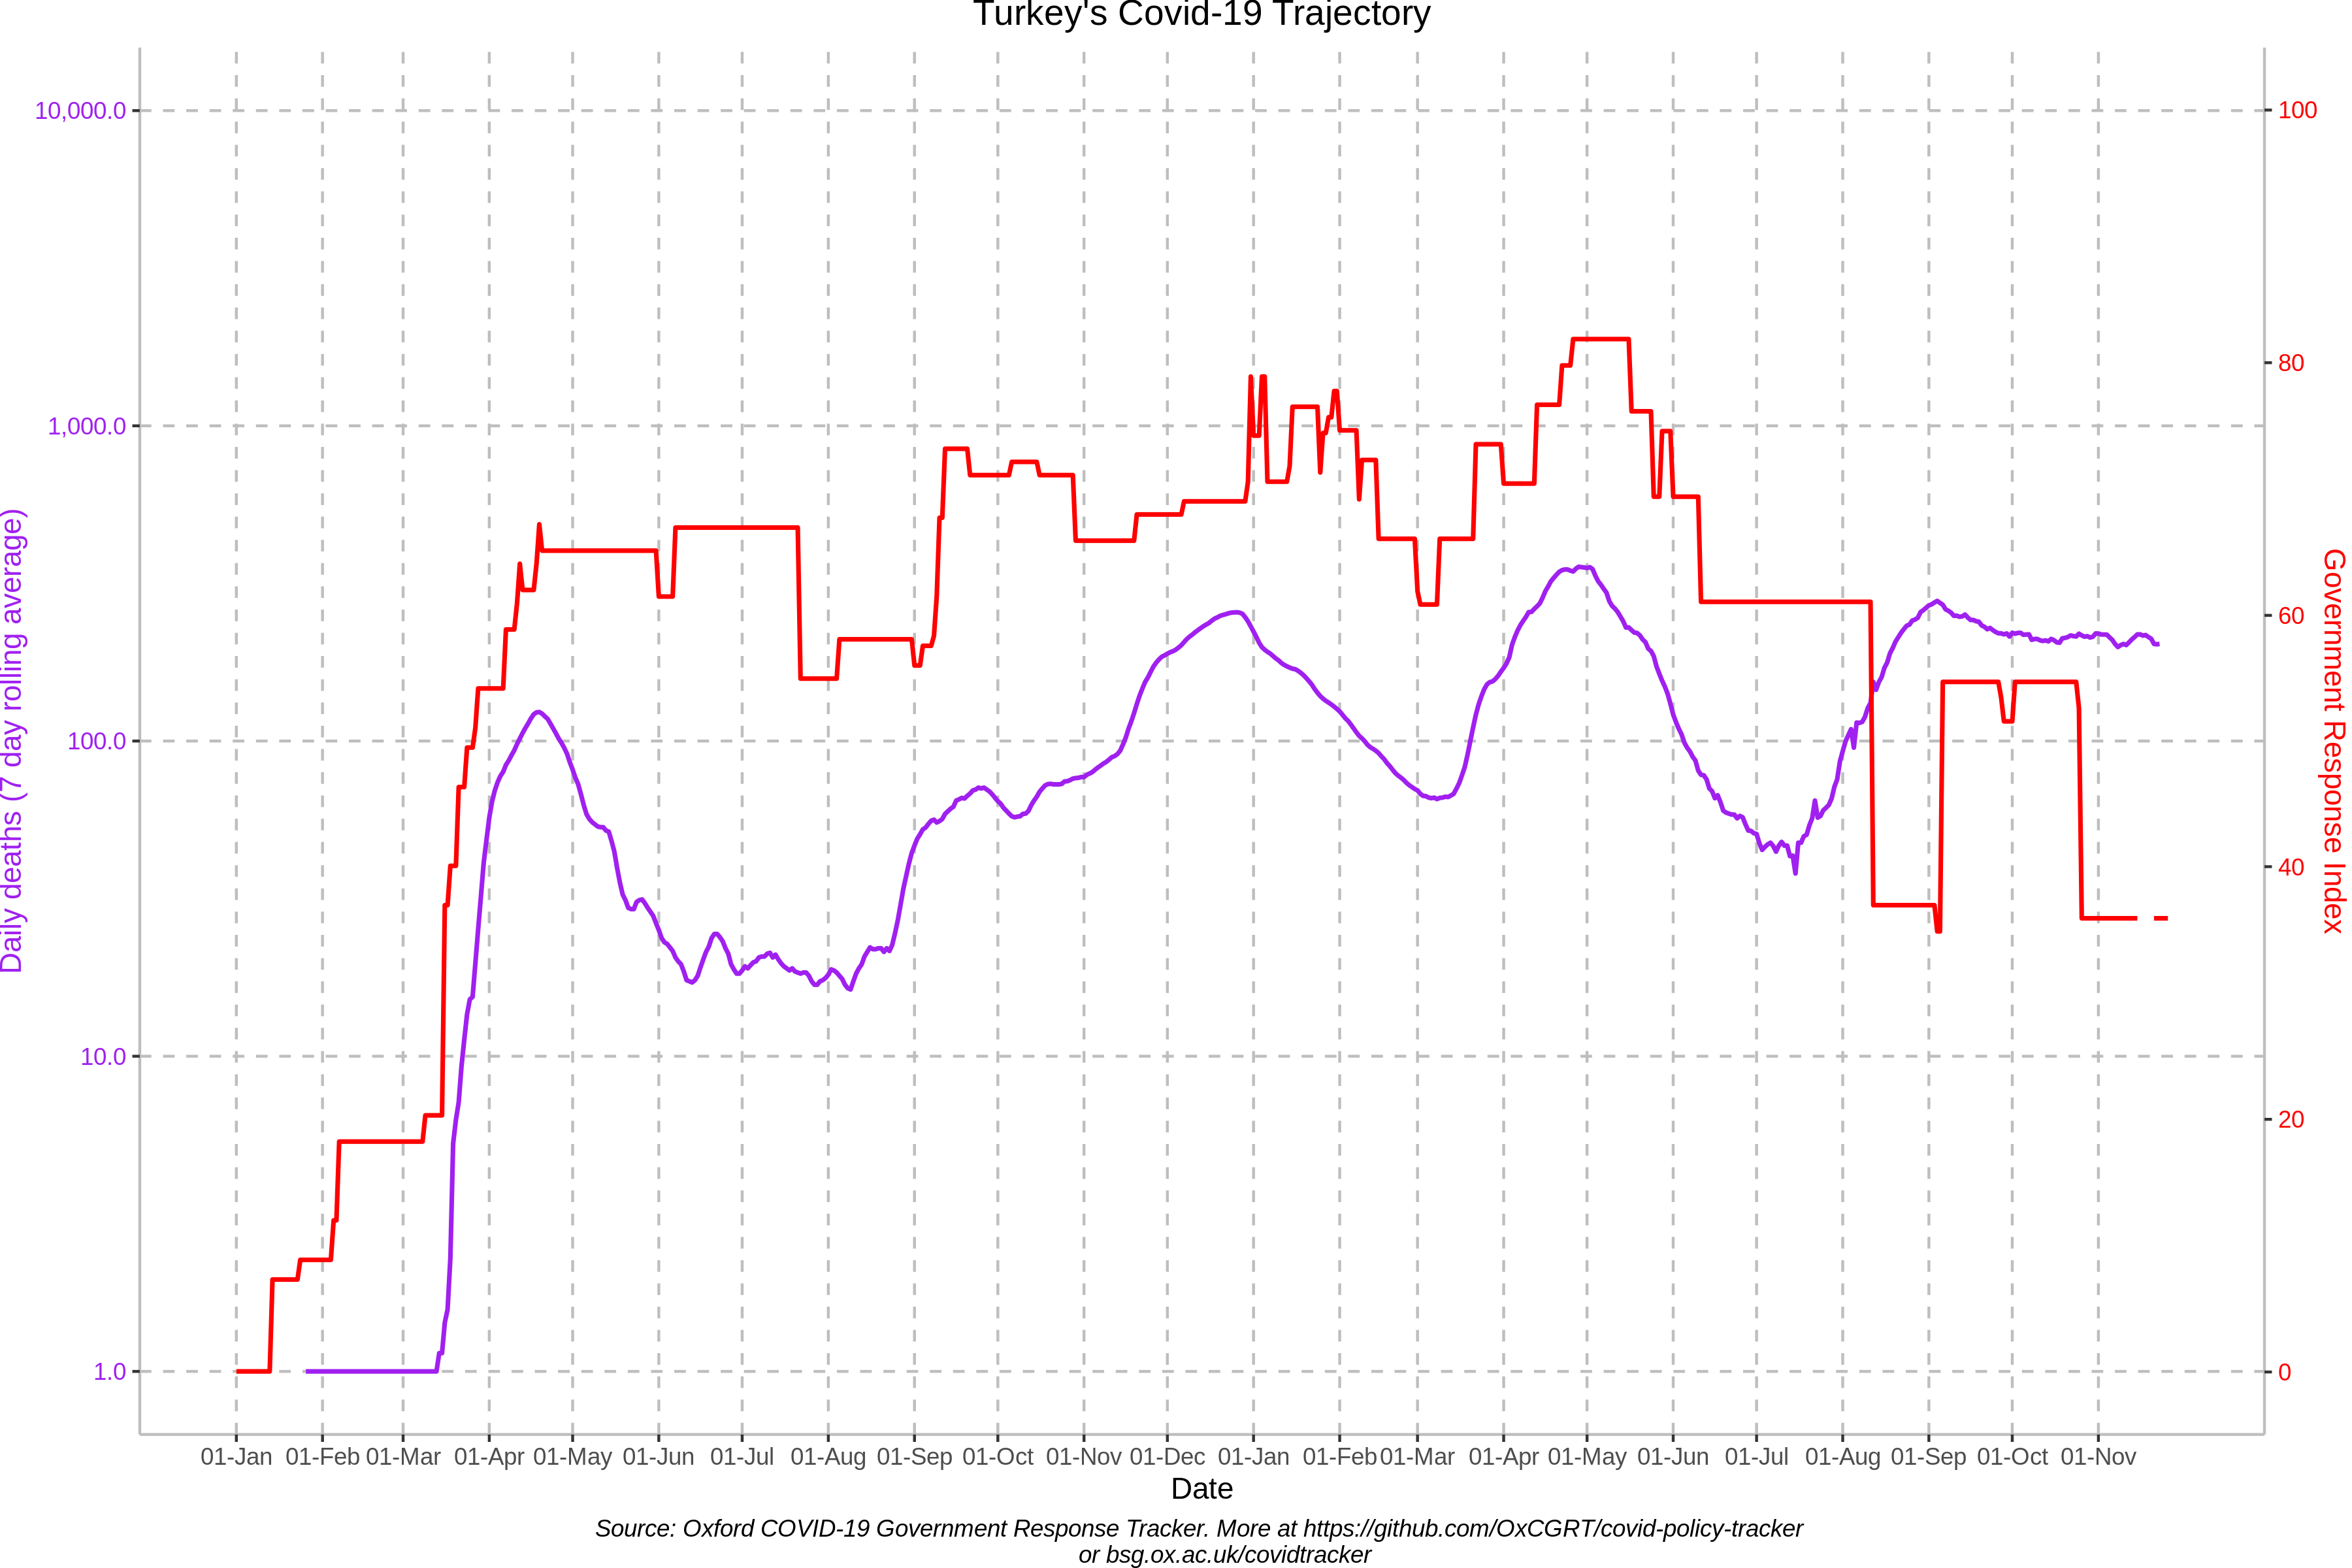 Turkey's Covid-19 Trajectory
10,000.0
1,000.0
100.0
10.0
1.0
Daily deaths (7 day rolling average)
100
80
60
40
20
0
Government Response Index
01-Jan 01-Feb 01-Mar 01-Apr 01-May 01-Jun 01-Jul 01-Aug 01-Sep 01-Oct 01-Nov 01-Dec 01-Jan 01-Feb 01-Mar 01-Apr 01-May 01-Jun 01-Jul 01-Aug 01-Sep 01-Oct 01-Nov
Date
Source: Oxford COVID-19 Government Response Tracker. More at https://github.com/OxCGRT/covid-policy-tracker
or bsg.ox.ac.uk/covidtracker